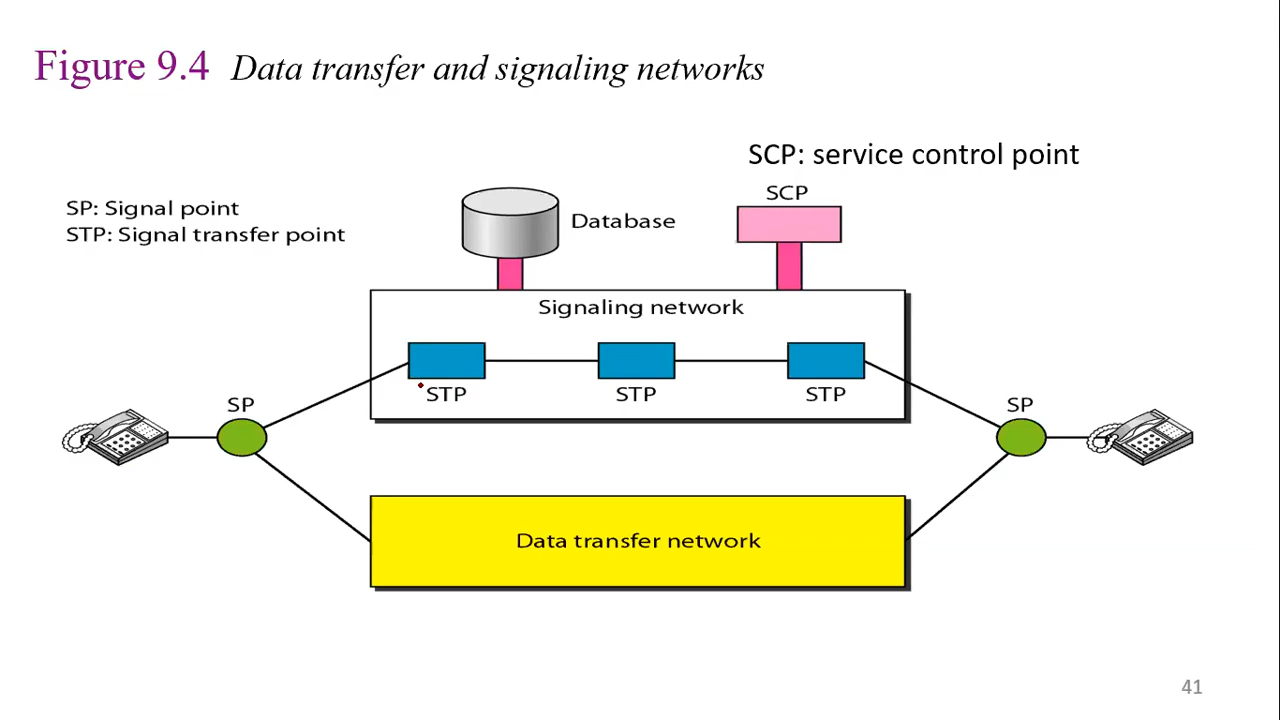 Figure 9.4 Data transfer and signaling networks
SCP: service control point
SCP
SP: Signal point
STP: Signal transfer point
Database
Signaling network
STP
STP
STP
SP
SP
Data transfer network
41